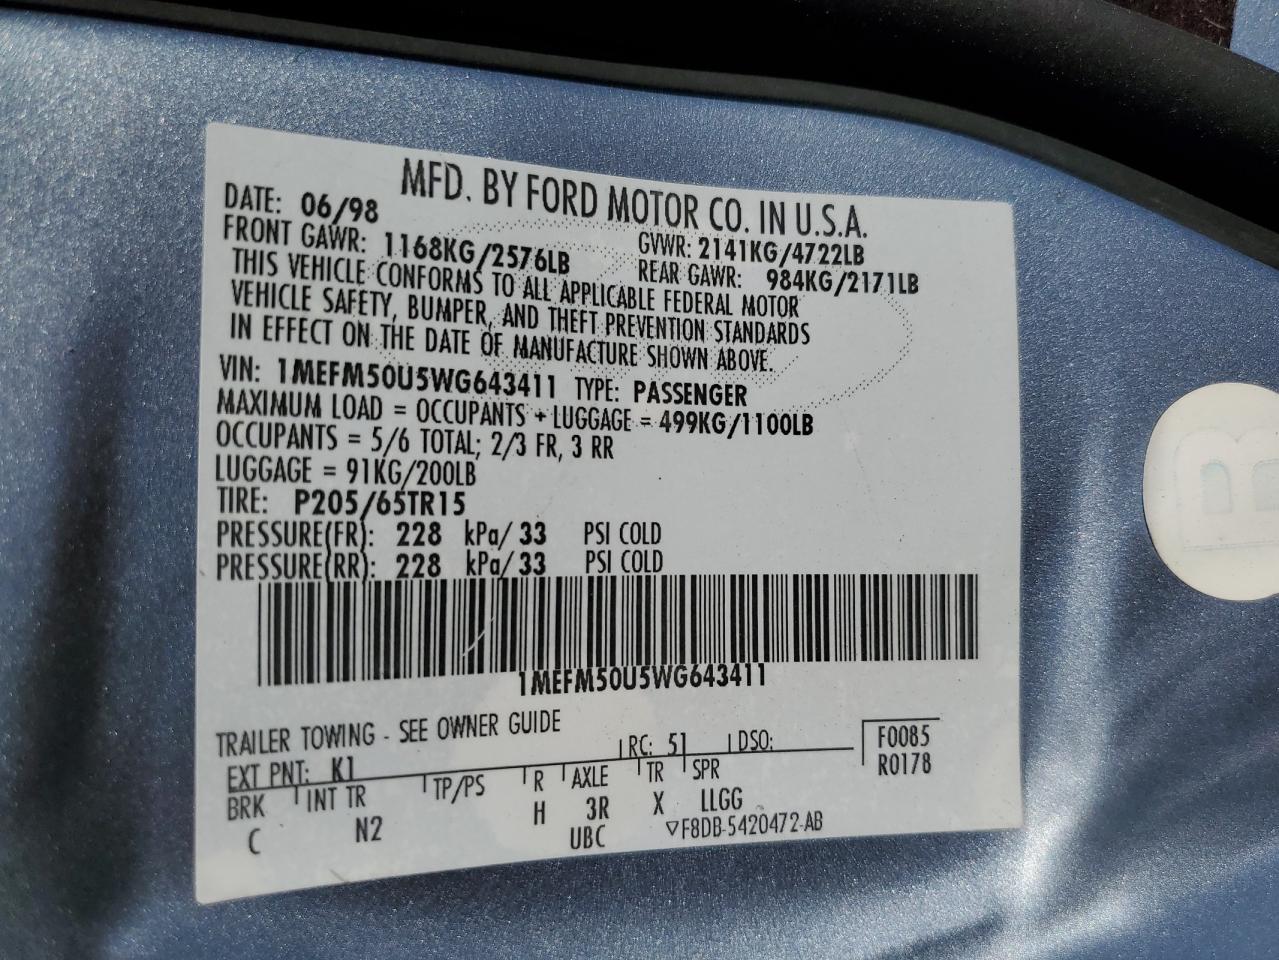 MFD. BY FORD MOTOR CO. IN U.S.A.
DATE: 06/98 GVWR: 2141KG/4722LB
FRONT GAWR: 1168KG/2576LB REAR GAWR: 984KG/2171LB
THIS VEHICLE CONFORMS TO ALL APPLICABLE FEDERAL MOTOR
VEHICLE SAFETY, BUMPER, AND THEFT PREVENTION STANDARDS
IN EFFECT ON THE DATE OF MANUFACTURE SHOWN ABOVE.
VIN: 1MEFM50U5WG643411 TYPE: PASSENGER
MAXIMUM LOAD = OCCUPANTS + LUGGAGE = 499KG/1100LB
OCCUPANTS = 5/6 TOTAL; 2/3 FR, 3 RR
LUGGAGE = 91KG/200LB
TIRE: P205/65TR15
PRESSURE(FR): 228 kPa/ 33 PSI COLD
PRESSURE(RR): 228 kPa/ 33 PSI COLD
1MEFM50U5WG643411
TRAILER TOWING - SEE OWNER GUIDE
EXT PNT: K1 RC: 51 DSO: F0085
BRK INT TR TP/PS R AXLE TR SPR R0178
C N2 H 3R X LLGG
UBC ▽F8DB-5420472-AB
B